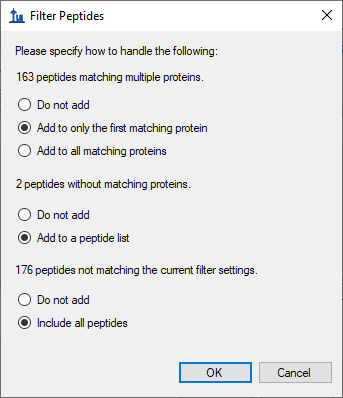 Filter Peptides
Please specify how to handle the following:
163 peptides matching multiple proteins.
Do not add
Add to only the first matching protein
Add to all matching proteins
2 peptides without matching proteins.
Do not add
Add to a peptide list
176 peptides not matching the current filter settings.
Do not add
Include all peptides
OK
Cancel